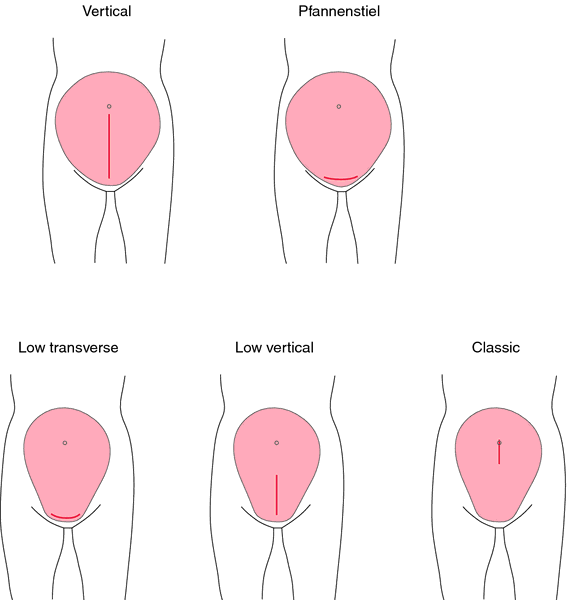 Vertical
Pfannenstiel
Low transverse
Low vertical
Classic